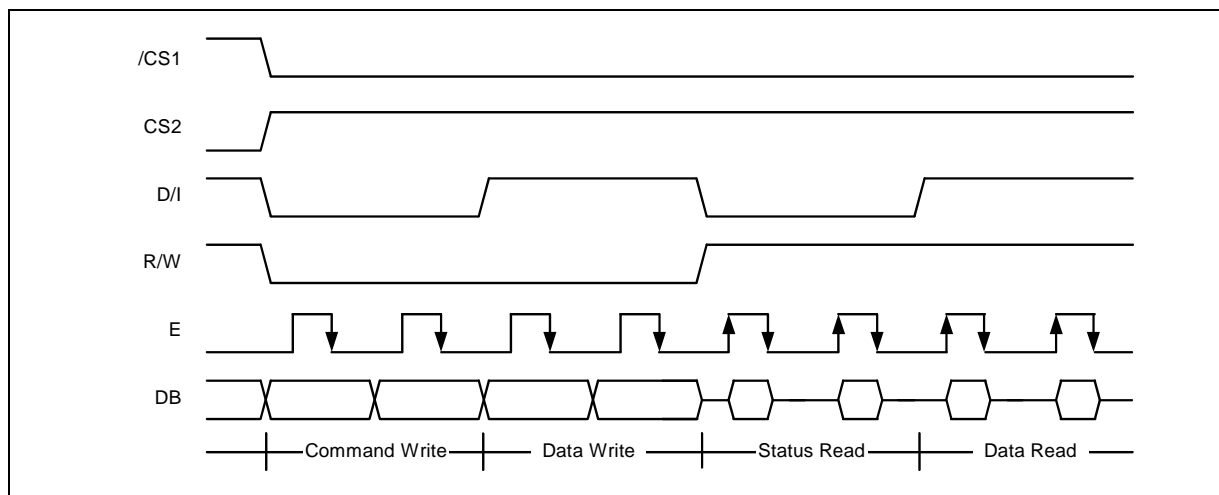 /CS1
CS2
D/I
R/W
E
DB
Command Write Data Write Status Read Data Read